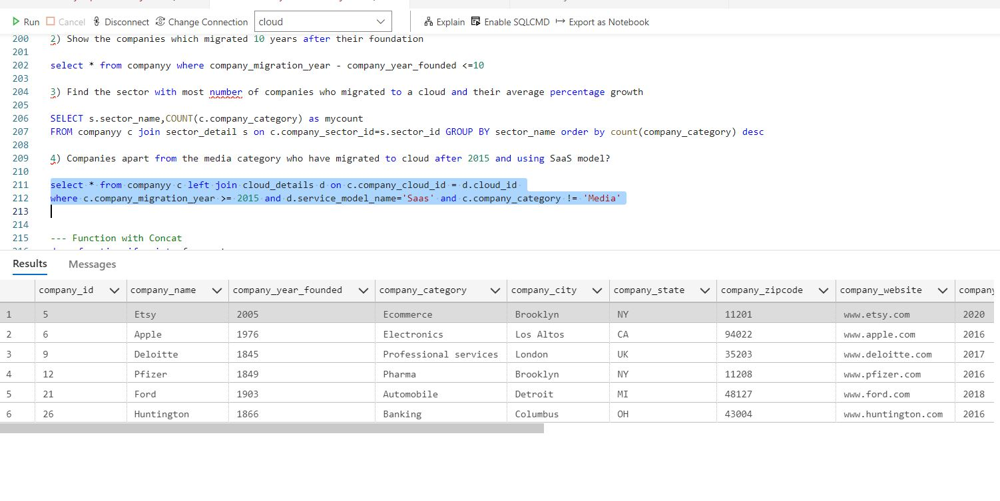 Run Cancel Disconnect Change Connection cloud Explain Enable SQLCMD Export as Notebook
200 2) Show the companies which migrated 10 years after their foundation
201
202 select * from companyy where company_migration_year - company_year_founded <=10
203
204 3) Find the sector with most number of companies who migrated to a cloud and their average percentage growth
205
206 SELECT s.sector_name,COUNT(c.company_category) as mycount
207 FROM companyy c join sector_detail s on c.company_sector_id=s.sector_id GROUP BY sector_name order by count(company_category) desc
208
209 4) Companies apart from the media category who have migrated to cloud after 2015 and using SaaS model?
210
211 select * from companyy c left join cloud_details d on c.company_cloud_id = d.cloud_id
212 where c.company_migration_year >= 2015 and d.service_model_name='Saas' and c.company_category != 'Media'
213
214
215 --- Function with Concat
Results Messages
company_id company_name company_year_founded company_category company_city company_state company_zipcode company_website company
1 5 Etsy 2005 Ecommerce Brooklyn NY 11201 www.etsy.com 2020
2 6 Apple 1976 Electronics Los Altos CA 94022 www.apple.com 2016
3 9 Deloitte 1845 Professional services London UK 35203 www.deloitte.com 2017
4 12 Pfizer 1849 Pharma Brooklyn NY 11208 www.pfizer.com 2016
5 21 Ford 1903 Automobile Detroit MI 48127 www.ford.com 2018
6 26 Huntington 1866 Banking Columbus OH 43004 www.huntington.com 2016